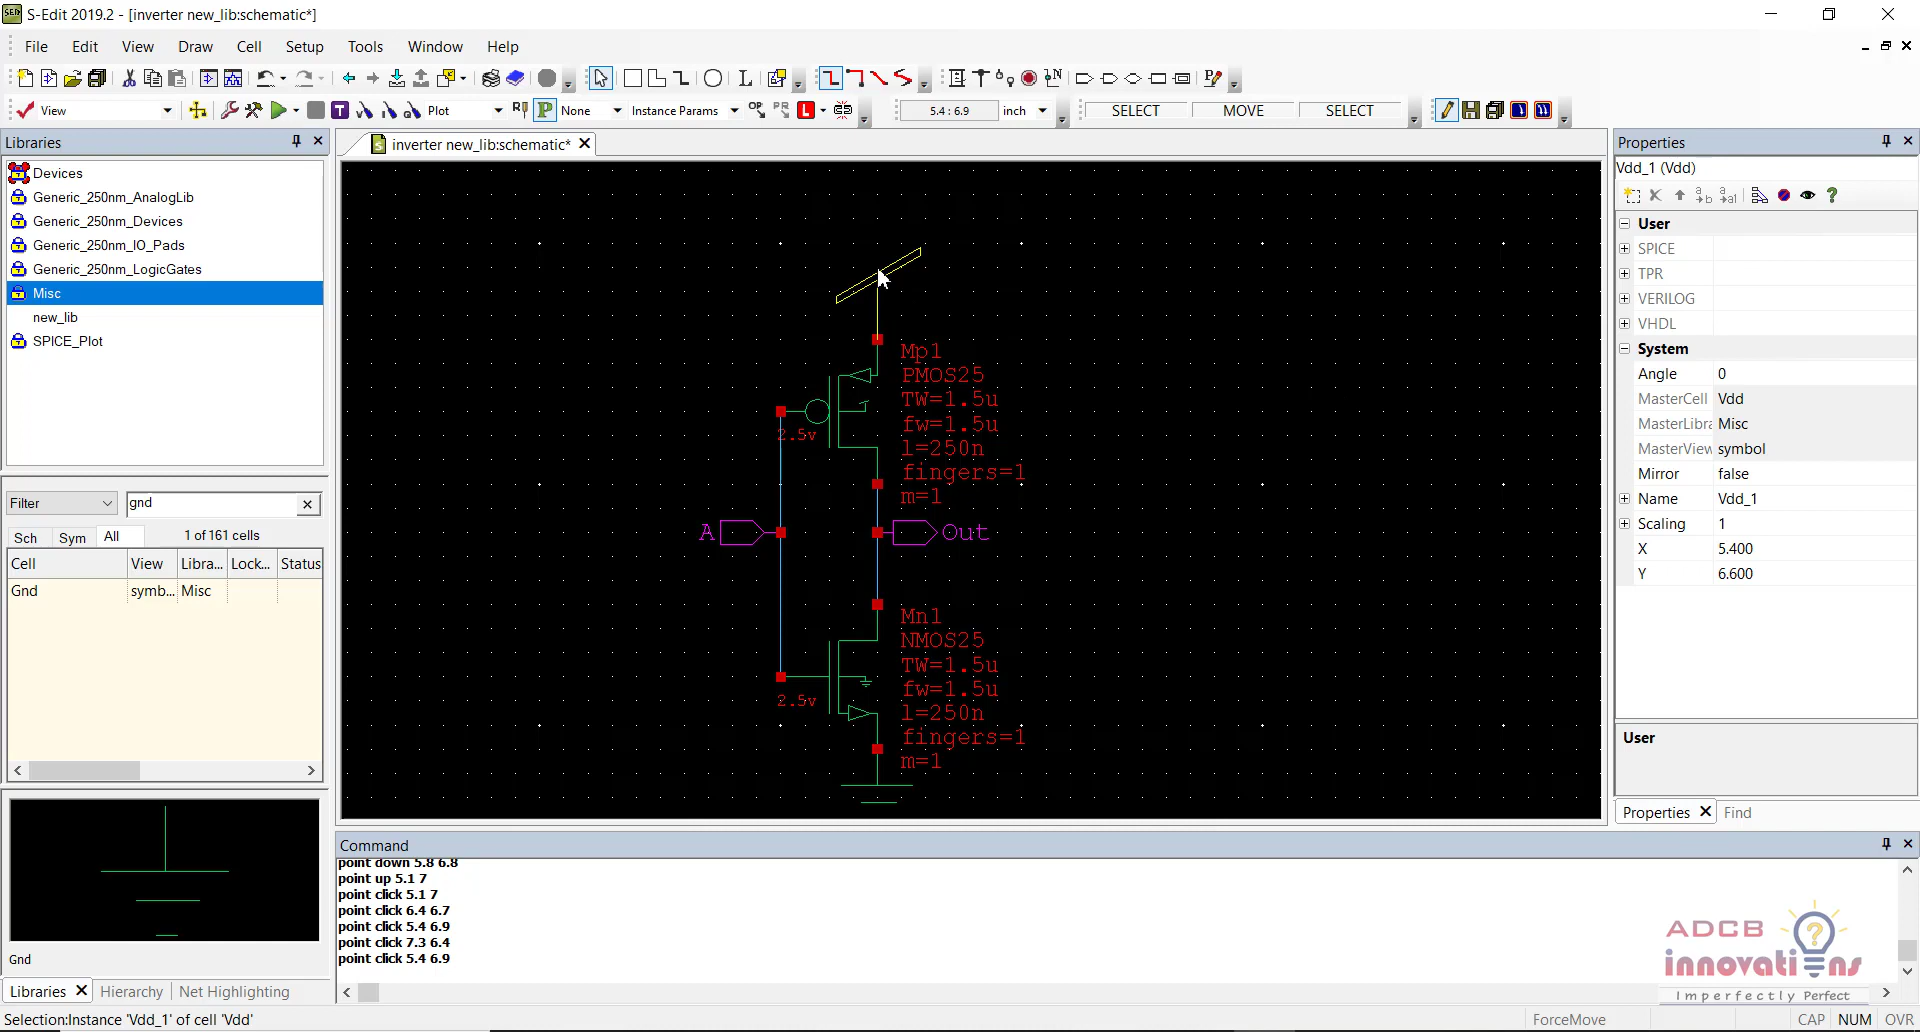 S-Edit 2019.2 - [inverter new_lib:schematic*]
File Edit View Draw Cell Setup Tools Window Help
View Plot None Instance Params 5.4 : 6.9 inch SELECT MOVE SELECT
Libraries
Devices
Generic_250nm_AnalogLib
Generic_250nm_Devices
Generic_250nm_IO_Pads
Generic_250nm_LogicGates
Misc
new_lib
SPICE_Plot
Filter gnd
Sch Sym All 1 of 161 cells
Cell View Libra... Lock... Status
Gnd symb... Misc
Gnd
Libraries Hierarchy Net Highlighting
inverter new_lib:schematic*
Mp1
PMOS25
TW=1.5u
fw=1.5u
l=250n
fingers=1
m=1
2.5v
A
Out
Mn1
NMOS25
TW=1.5u
fw=1.5u
l=250n
fingers=1
m=1
2.5v
Properties
Vdd_1 (Vdd)
User
SPICE
TPR
VERILOG
VHDL
System
Angle 0
MasterCell Vdd
MasterLibra Misc
MasterView symbol
Mirror false
Name Vdd_1
Scaling 1
X 5.400
Y 6.600
User
Properties Find
Command
point down 5.8 6.8
point up 5.1 7
point click 5.1 7
point click 6.4 6.7
point click 5.4 6.9
point click 7.3 6.4
point click 5.4 6.9
ADCB
innovations
Imperfectly Perfect
Selection:Instance 'Vdd_1' of cell 'Vdd' ForceMove CAP NUM OVR